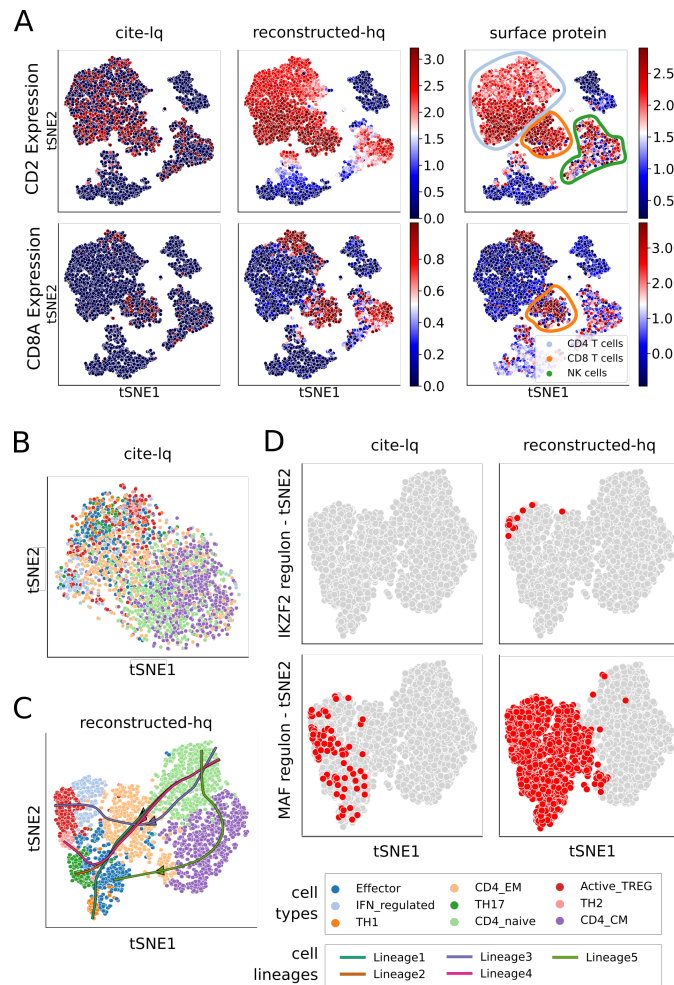 A
cite-lq
reconstructed-hq
surface protein
CD2 Expression
tSNE2
3.0
2.5
2.0
1.5
1.0
0.5
0.0
2.5
2.0
1.5
1.0
0.5
CD8A Expression
tSNE2
0.8
0.6
0.4
0.2
0.0
3.0
2.0
1.0
0.0
CD4 T cells
CD8 T cells
NK cells
tSNE1
tSNE1
tSNE1
B
cite-lq
tSNE2
tSNE1
C
reconstructed-hq
tSNE2
tSNE1
D
cite-lq
reconstructed-hq
IKZF2 regulon - tSNE2
MAF regulon - tSNE2
tSNE1
tSNE1
cell types
Effector
CD4_EM
Active_TREG
IFN_regulated
TH17
TH2
TH1
CD4_naive
CD4_CM
cell lineages
Lineage1
Lineage3
Lineage5
Lineage2
Lineage4